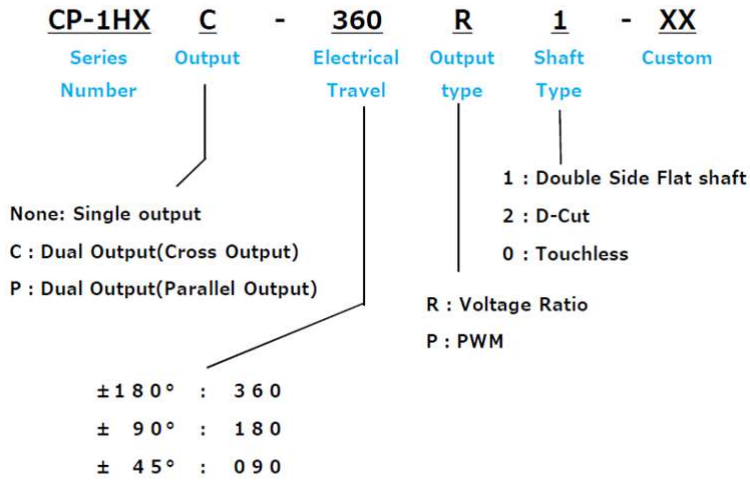 CP-1HX C - 360 R 1 - XX
Series Number Output Electrical Travel Output type Shaft Type Custom
1 : Double Side Flat shaft
2 : D-Cut
0 : Touchless
None: Single output
C : Dual Output(Cross Output)
P : Dual Output(Parallel Output)
R : Voltage Ratio
P : PWM
±180° : 360
± 90° : 180
± 45° : 090